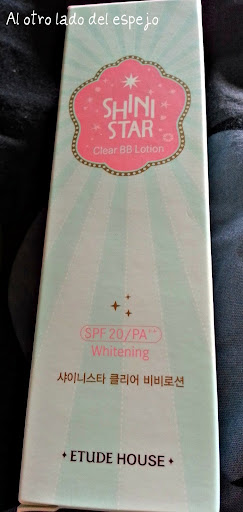 Al otro lado del espejo
SHINI
STAR
Clear BB Lotion
SPF 20/PA++
Whitening
샤이니스타 클리어 비비로션
ETUDE HOUSE